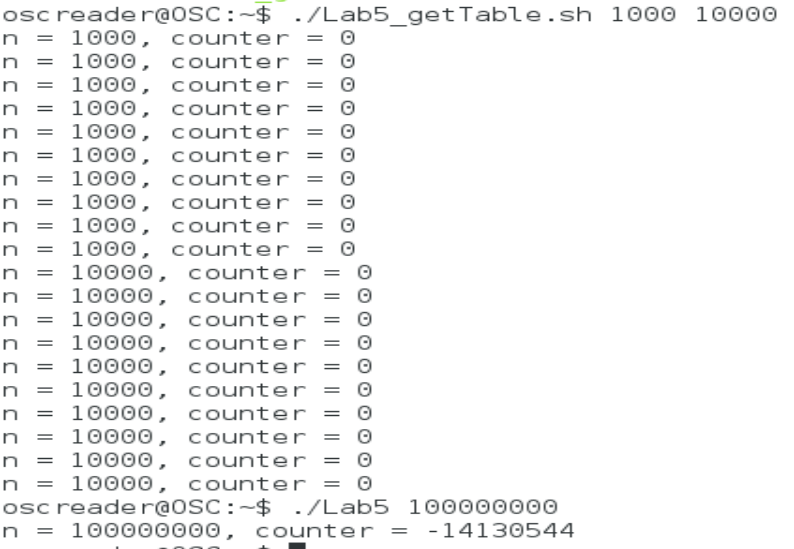 oscreader@OSC:~$ ./Lab5_getTable.sh 1000 10000
n = 1000, counter = 0
n = 1000, counter = 0
n = 1000, counter = 0
n = 1000, counter = 0
n = 1000, counter = 0
n = 1000, counter = 0
n = 1000, counter = 0
n = 1000, counter = 0
n = 1000, counter = 0
n = 1000, counter = 0
n = 10000, counter = 0
n = 10000, counter = 0
n = 10000, counter = 0
n = 10000, counter = 0
n = 10000, counter = 0
n = 10000, counter = 0
n = 10000, counter = 0
n = 10000, counter = 0
n = 10000, counter = 0
n = 10000, counter = 0
oscreader@OSC:~$ ./Lab5 100000000
n = 100000000, counter = -14130544